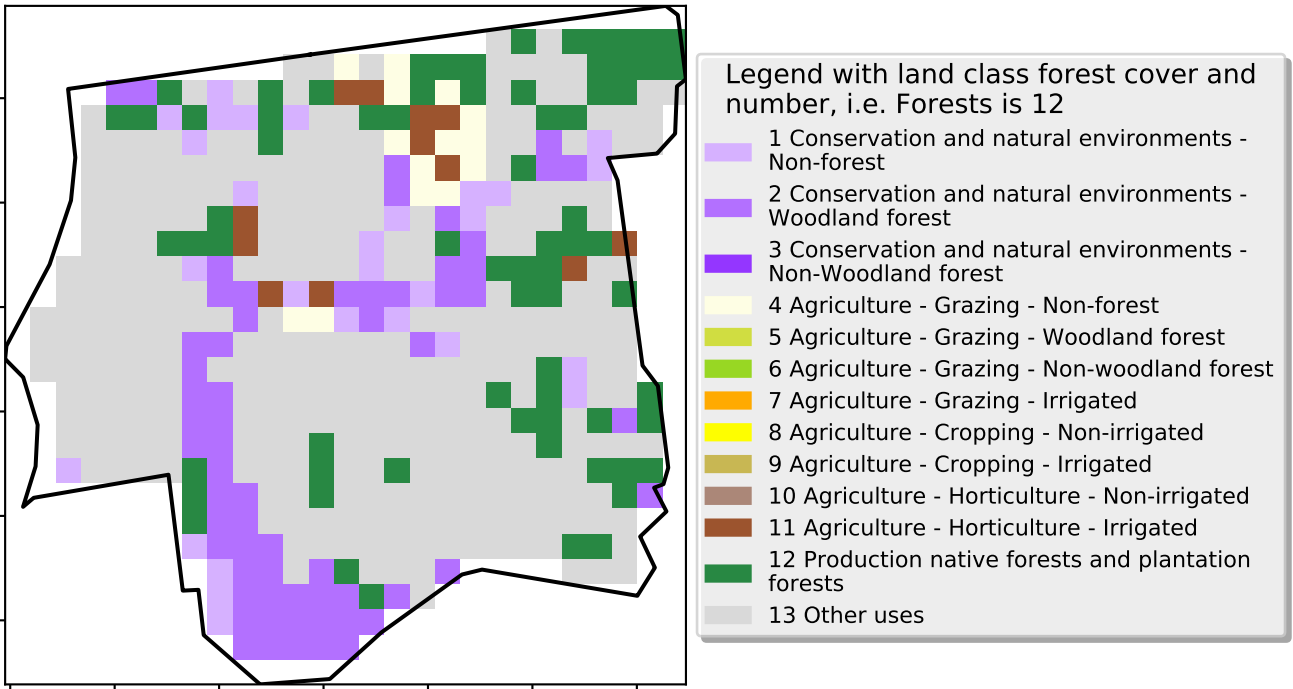 Legend with land class forest cover and
number, i.e. Forests is 12
1 Conservation and natural environments -
Non-forest
2 Conservation and natural environments -
Woodland forest
3 Conservation and natural environments -
Non-Woodland forest
4 Agriculture - Grazing - Non-forest
5 Agriculture - Grazing - Woodland forest
6 Agriculture - Grazing - Non-woodland forest
7 Agriculture - Grazing - Irrigated
8 Agriculture - Cropping - Non-irrigated
9 Agriculture - Cropping - Irrigated
10 Agriculture - Horticulture - Non-irrigated
11 Agriculture - Horticulture - Irrigated
12 Production native forests and plantation
forests
13 Other uses